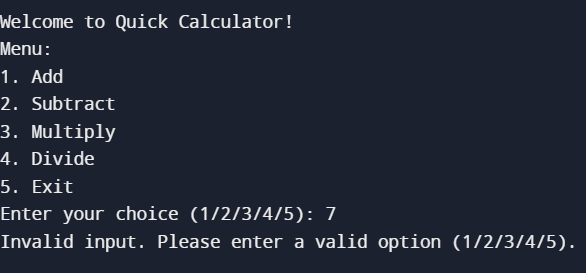 Welcome to Quick Calculator!
Menu:
1. Add
2. Subtract
3. Multiply
4. Divide
5. Exit
Enter your choice (1/2/3/4/5): 7
Invalid input. Please enter a valid option (1/2/3/4/5).